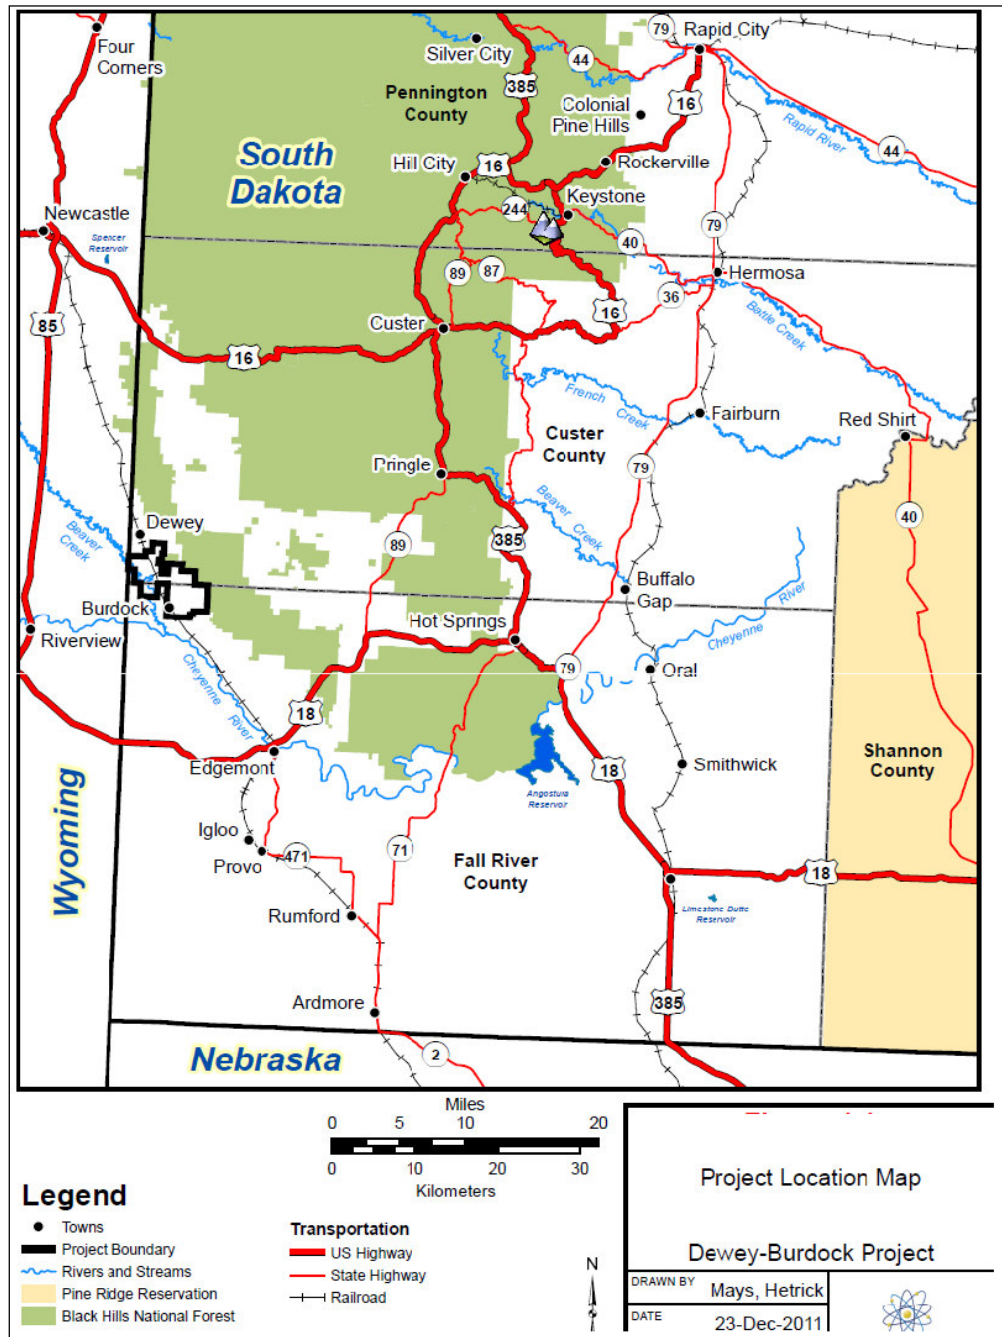 79
Rapid City
Four
Corners
Silver City
44
385
Pennington
County
Colonial
Pine Hills
16
Rapid River
44
South
Dakota
Hill City
16
Rockerville
Keystone
244
Newcastle
Spencer
Reservoir
40
79
Hermosa
89
87
36
85
Custer
16
16
Battle Creek
French Creek
Fairburn
Red Shirt
Custer
County
Pringle
79
Beaver Creek
40
Dewey
Beaver
Creek
89
385
Buffalo
Gap
Burdock
River
Hot Springs
Riverview
Cheyenne
79
Oral
Cheyenne River
18
Shannon
County
Edgemont
18
Smithwick
Angostura
Reservoir
Wyoming
Igloo
Provo
471
71
Fall River
County
18
Rumford
Limestone Butte
Reservoir
Ardmore
385
Nebraska
2
Miles
0 5 10 20
0 10 20 30
Kilometers
Legend
Towns
Project Boundary
Rivers and Streams
Pine Ridge Reservation
Black Hills National Forest
Transportation
US Highway
State Highway
Railroad
N
Project Location Map
Dewey-Burdock Project
DRAWN BY Mays, Hetrick
DATE 23-Dec-2011